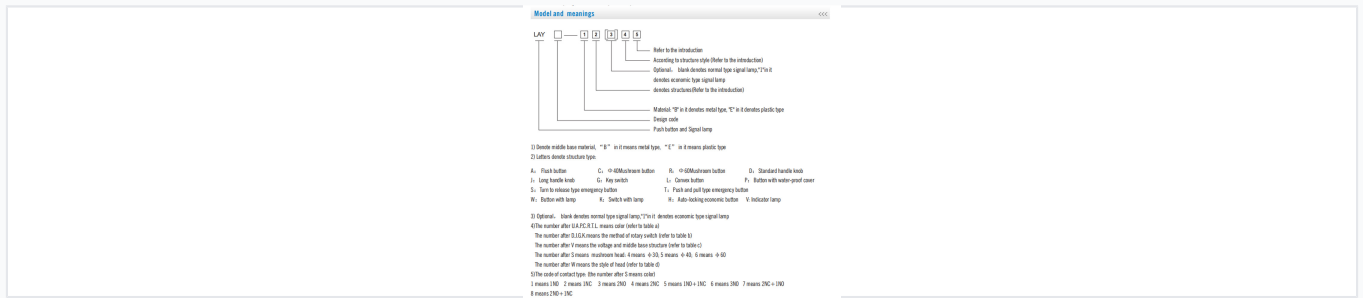 Model and meanings <<<
LAY □ — 1 2 [3] 4 5
Refer to the introduction
According to structure style (Refer to the introduction)
Optional, blank denotes normal type signal lamp,"J"in it
denotes economic type signal lamp
denotes structures(Refer to the introduction)
Material: "B" in it denotes metal type, "E" in it denotes plastic type
Design code
Push button and Signal lamp
1) Denote middle base material, "B" in it means metal type, "E" in it means plastic type
2) Letters denote structure type:
A: Flush button C: Φ40Mushroom button R: Φ60Mushroom button D: Standard handle knob
J: Long handle knob G: Key switch L: Convex button P: Button with water-proof cover
S: Turn to release type emergency button T: Push and pull type emergency button
W: Button with lamp K: Switch with lamp H: Auto-locking economic button V: Indicator lamp
3) Optional, blank denotes normal type signal lamp,"J"in it denotes economic type signal lamp
4)The number after U.A.P.C.R.T.L. means color (refer to table a)
The number after D.J.G.K.means the method of rotary switch (refer to table b)
The number after V means the voltage and middle base structure (refer to table c)
The number after S means mushroom head: 4 means Φ30, 5 means Φ40, 6 means Φ60
The number after W means the style of head (refer to table d)
5)The code of contact type: (the number after S means color)
1 means 1NO 2 means 1NC 3 means 2NO 4 means 2NC 5 means 1NO+1NC 6 means 3NO 7 means 2NC+1NO
8 means 2NO+1NC